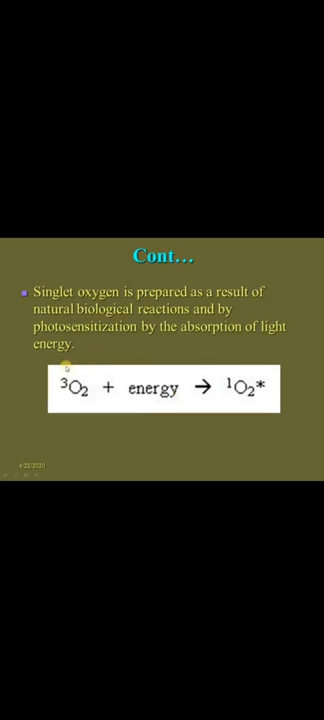 Cont…
Singlet oxygen is prepared as a result of
natural biological reactions and by
photosensitization by the absorption of light
energy.
³O₂ + energy → ¹O₂*
4/22/2020